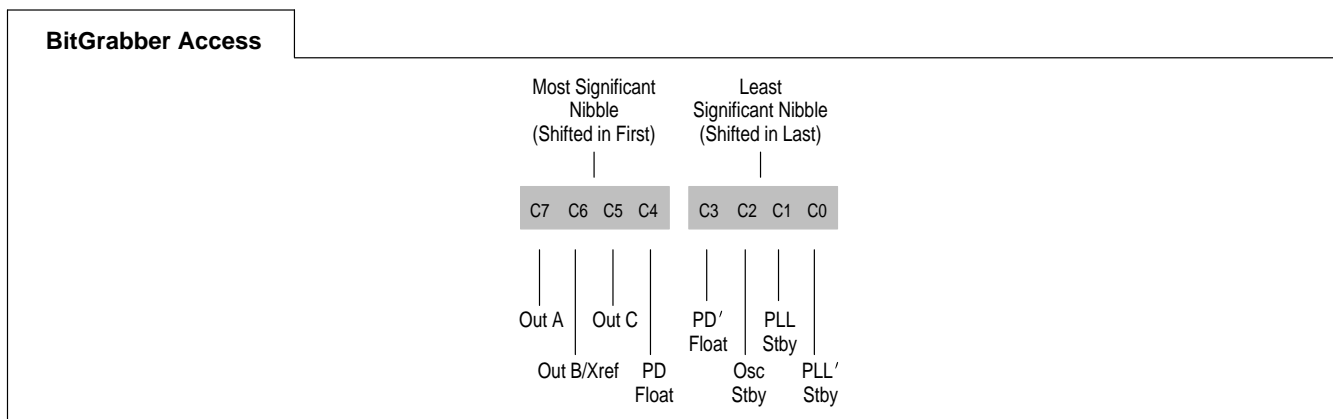 BitGrabber Access
Most Significant
Nibble
(Shifted in First)
Least
Significant Nibble
(Shifted in Last)
C7 C6 C5 C4 C3 C2 C1 C0
Out A
Out B/Xref
Out C
PD
Float
PD′
Float
Osc
Stby
PLL
Stby
PLL′
Stby